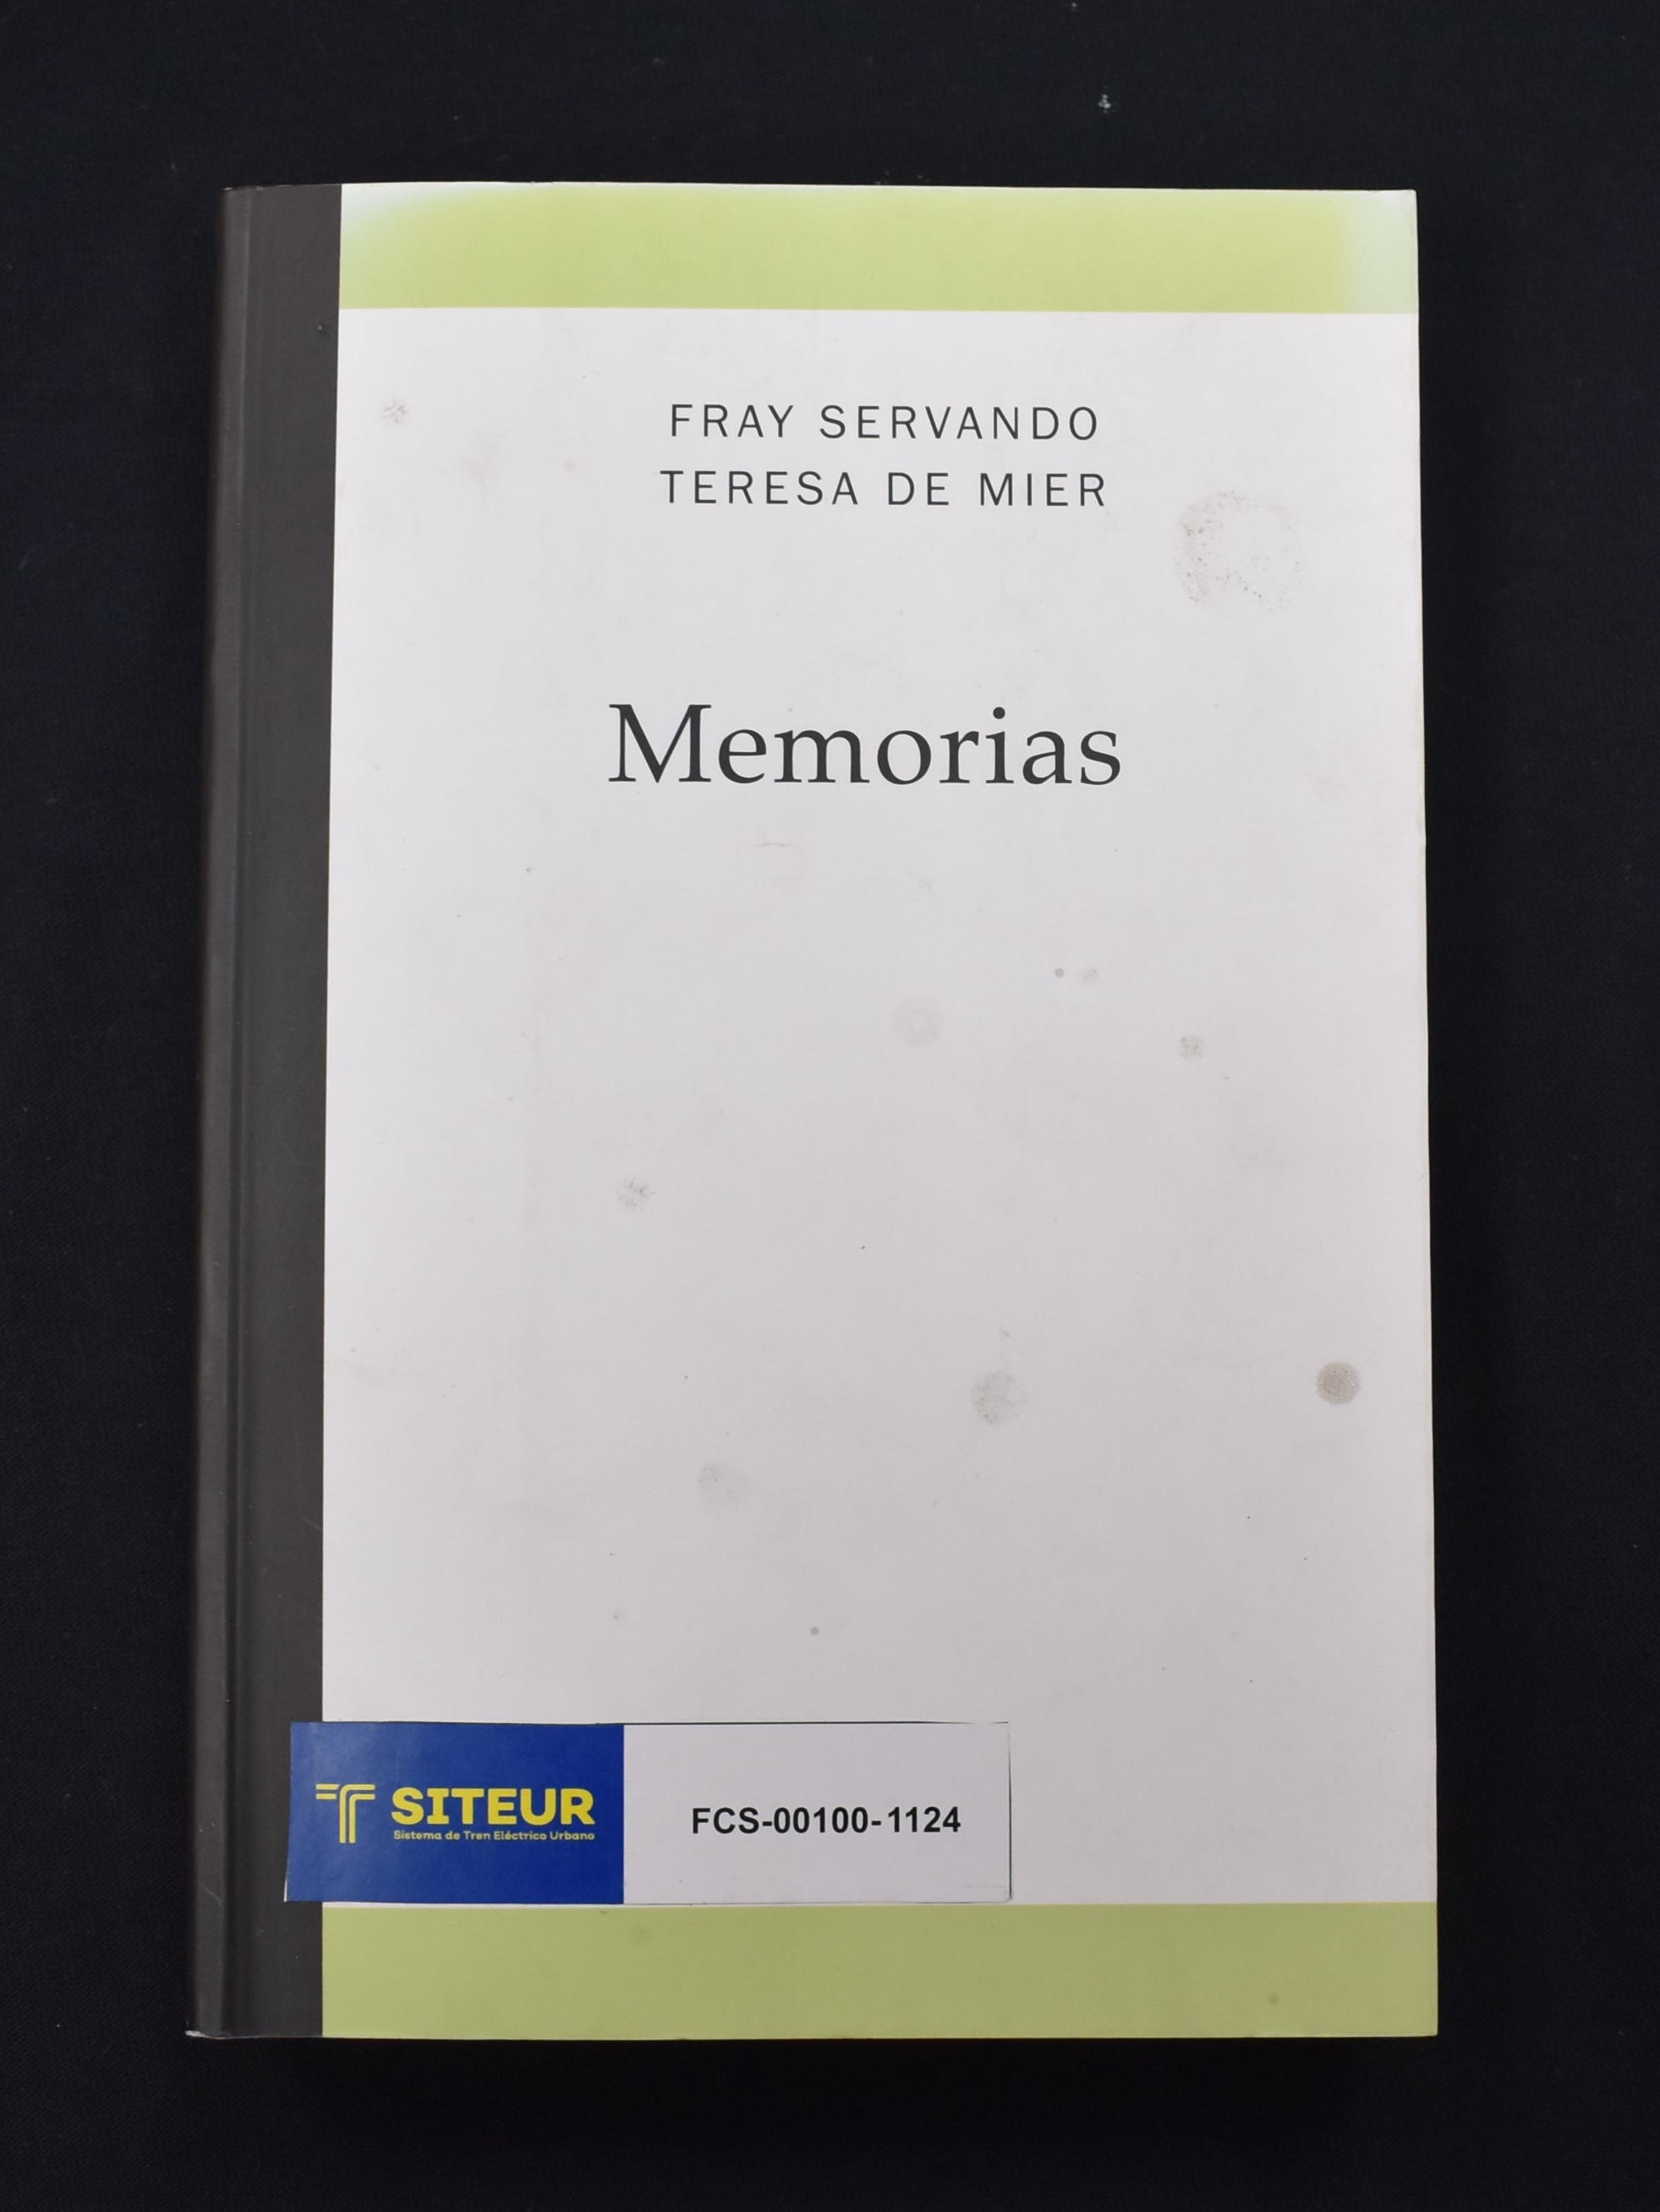 FRAY SERVANDO
TERESA DE MIER
Memorias
SITEUR
Sistema de Tren Eléctrico Urbano
FCS-00100-1124